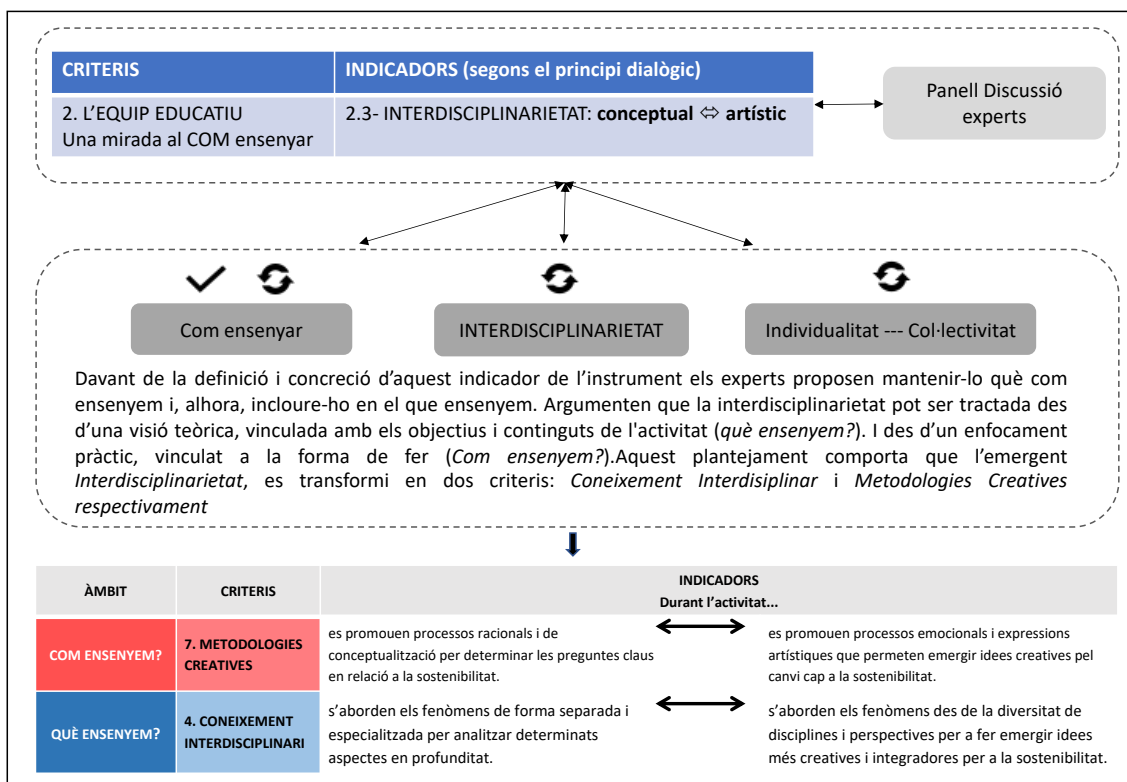 CRITERIS
INDICADORS (segons el principi dialògic)
2. L’EQUIP EDUCATIU
Una mirada al COM ensenyar
2.3- INTERDISCIPLINARIETAT: conceptual ⇔ artístic
Panell Discussió
experts
Com ensenyar
INTERDISCIPLINARIETAT
Individualitat --- Col·lectivitat
Davant de la definició i concreció d’aquest indicador de l’instrument els experts proposen mantenir-lo què com
ensenyem i, alhora, incloure-ho en el que ensenyem. Argumenten que la interdisciplinarietat pot ser tractada des
d’una visió teòrica, vinculada amb els objectius i continguts de l'activitat (què ensenyem?). I des d’un enfocament
pràctic, vinculat a la forma de fer (Com ensenyem?).Aquest plantejament comporta que l’emergent
Interdisciplinarietat, es transformi en dos criteris: Coneixement Interdisiplinar i Metodologies Creatives
respectivament
ÀMBIT
CRITERIS
INDICADORS
Durant l’activitat...
COM ENSENYEM?
7. METODOLOGIES
CREATIVES
es promouen processos racionals i de
conceptualització per determinar les preguntes claus
en relació a la sostenibilitat.
es promouen processos emocionals i expressions
artístiques que permeten emergir idees creatives pel
canvi cap a la sostenibilitat.
QUÈ ENSENYEM?
4. CONEIXEMENT
INTERDISCIPLINARI
s’aborden els fenòmens de forma separada i
especialitzada per analitzar determinats
aspectes en profunditat.
s’aborden els fenòmens des de la diversitat de
disciplines i perspectives per a fer emergir idees
més creatives i integradores per a la sostenibilitat.